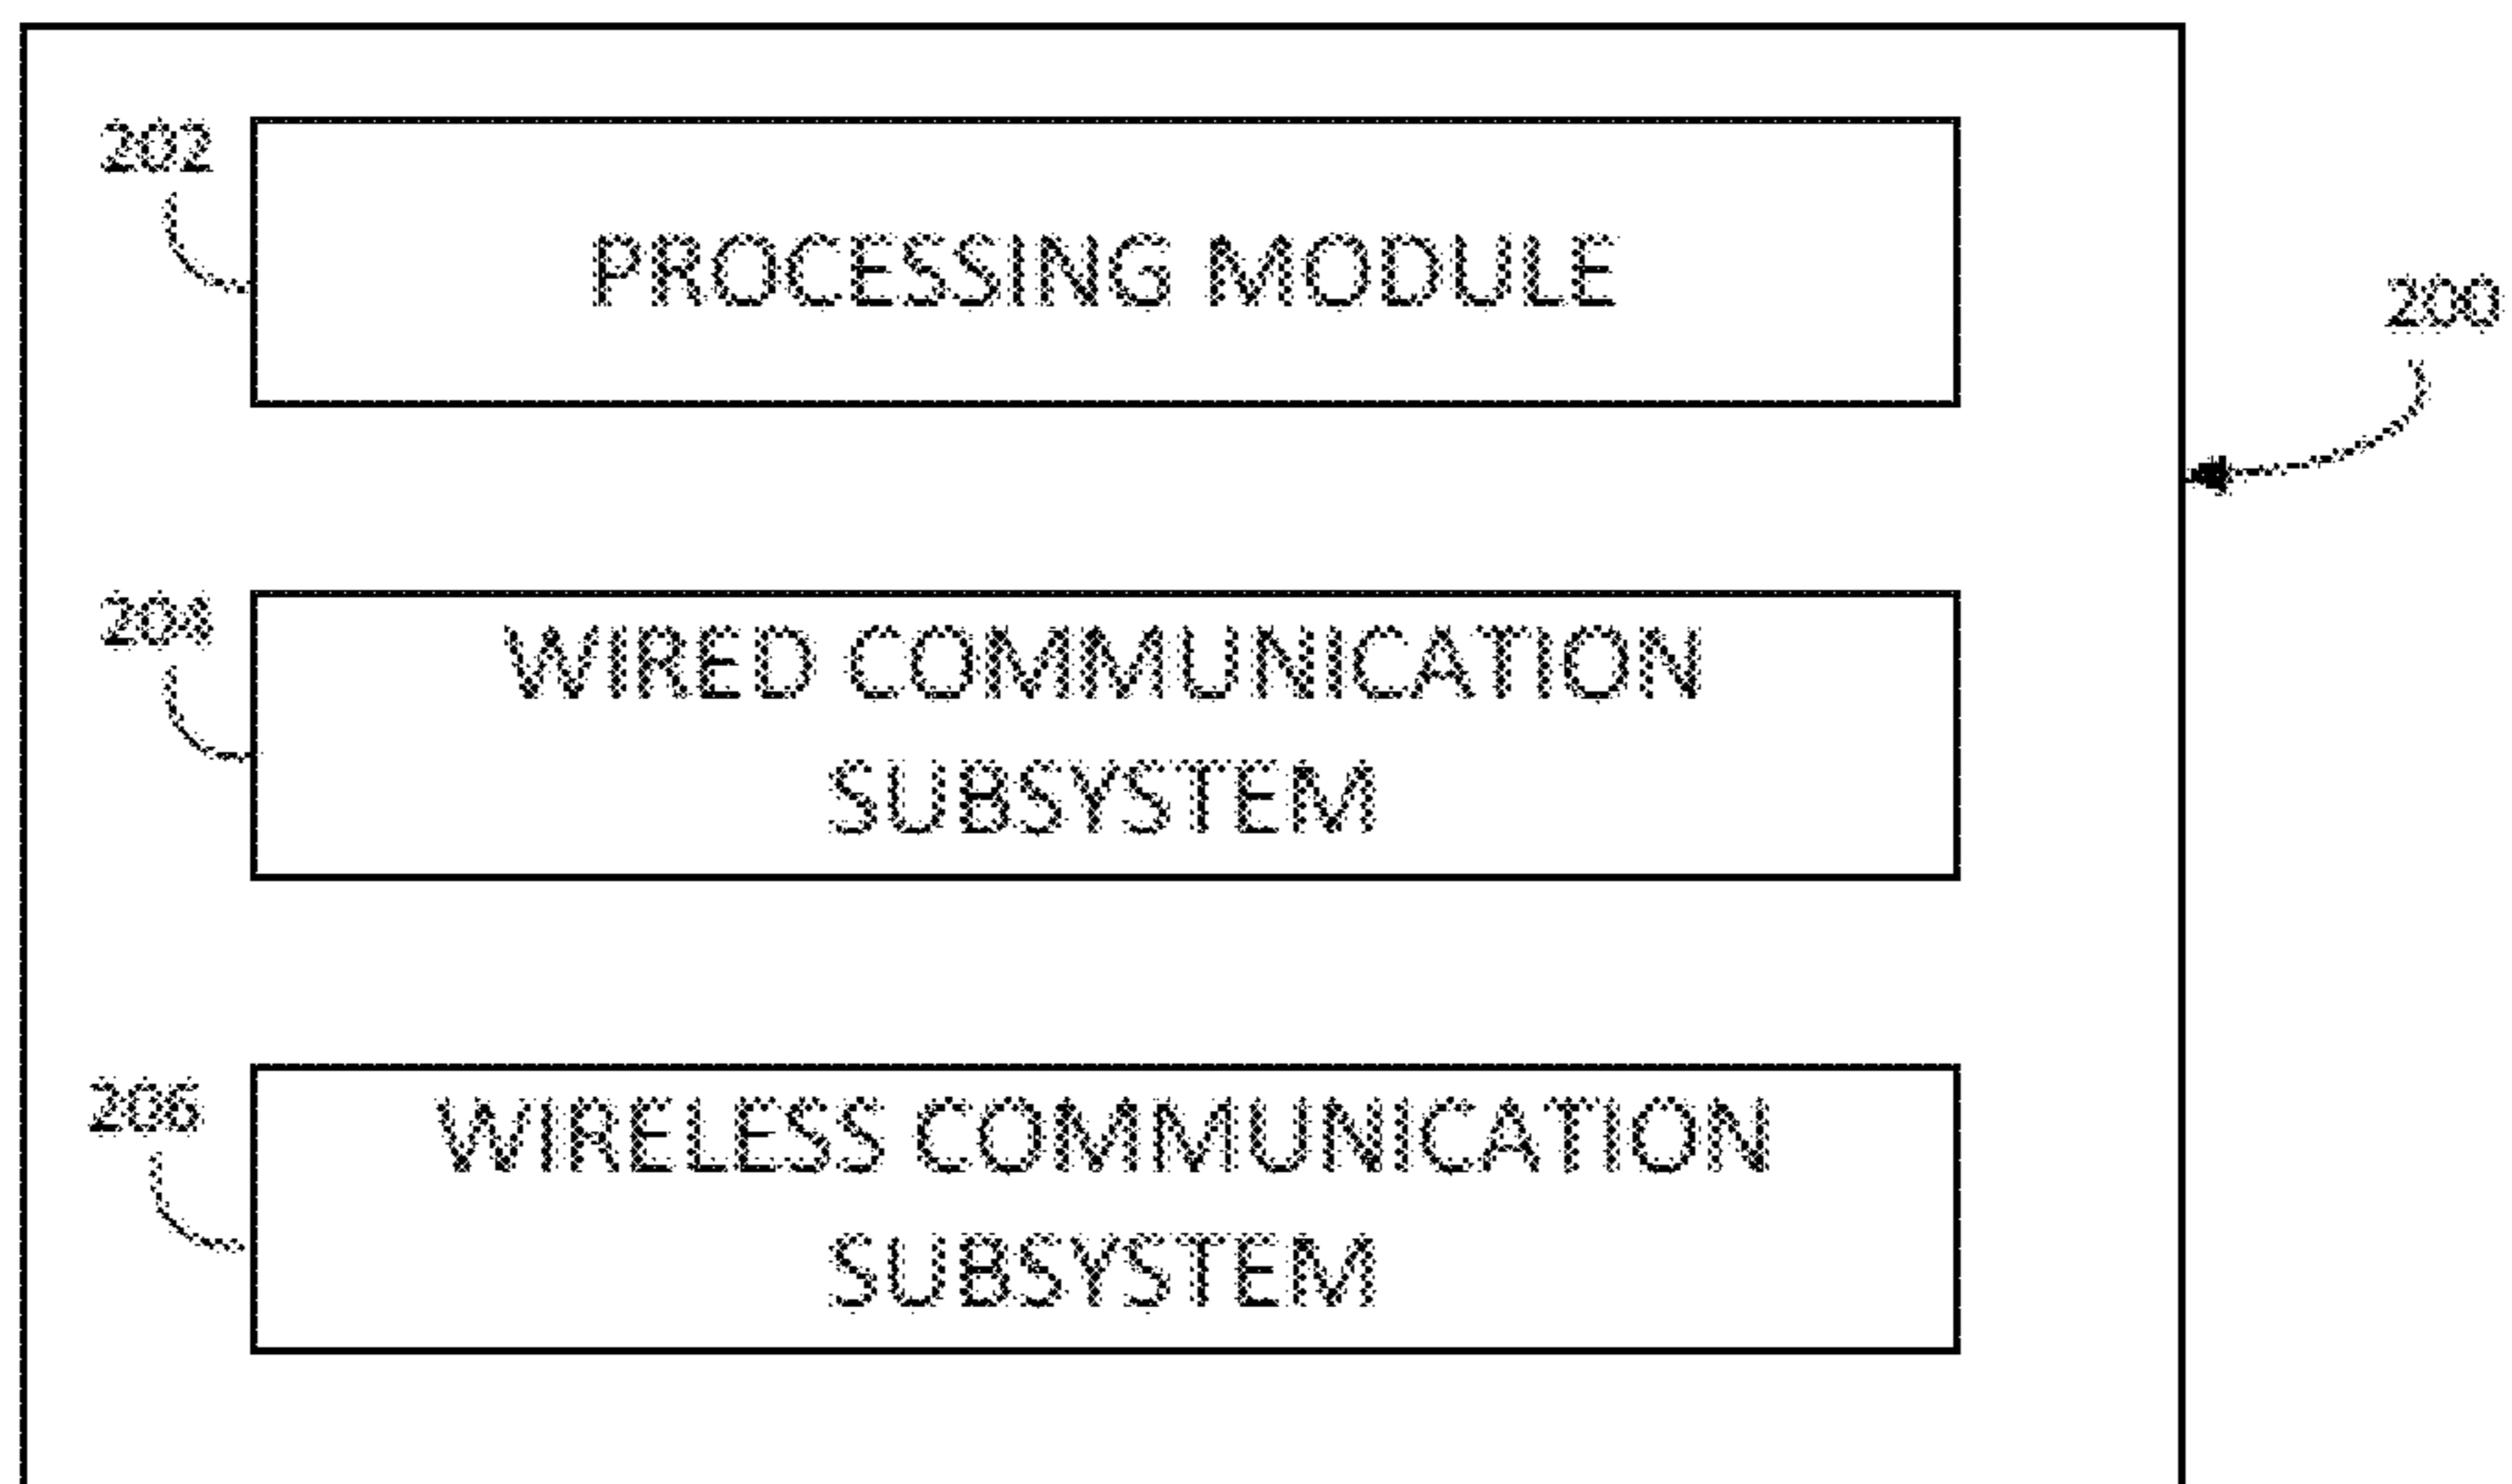 202
PROCESSING MODULE
200
204
WIRED COMMUNICATION
SUBSYSTEM
206
WIRELESS COMMUNICATION
SUBSYSTEM